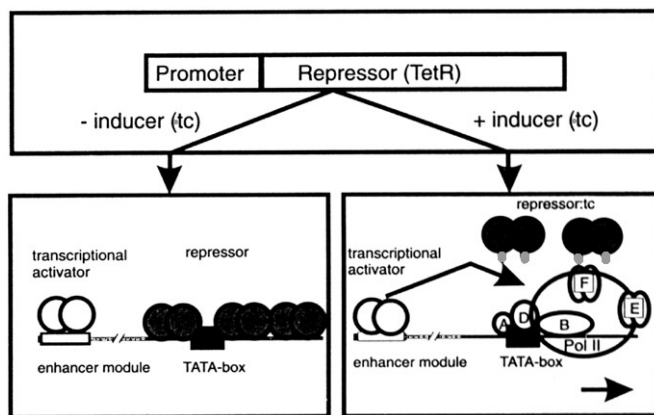 Promoter
Repressor (TetR)
- inducer (tc)
+ inducer (tc)
transcriptional
activator
repressor
enhancer module
TATA-box
repressor:tc
transcriptional
activator
F
E
A
D
B
Pol II
enhancer module
TATA-box